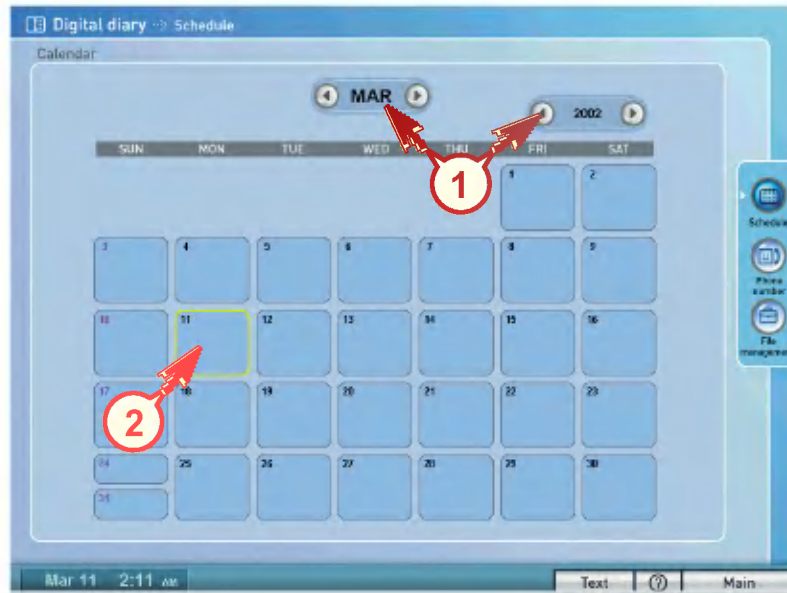 Digital diary ··> Schedule
Calendar
MAR
2002
SUN MON TUE WED THU FRI SAT
1
1 2
3 4 5 6 7 8 9
Schedule
Phone number
10 11 12 13 14 15 16
File
2
17 18 19 20 21 22 23
24 25 26 27 28 29 30
31
Mar 11 2:11 AM
Text ? Main